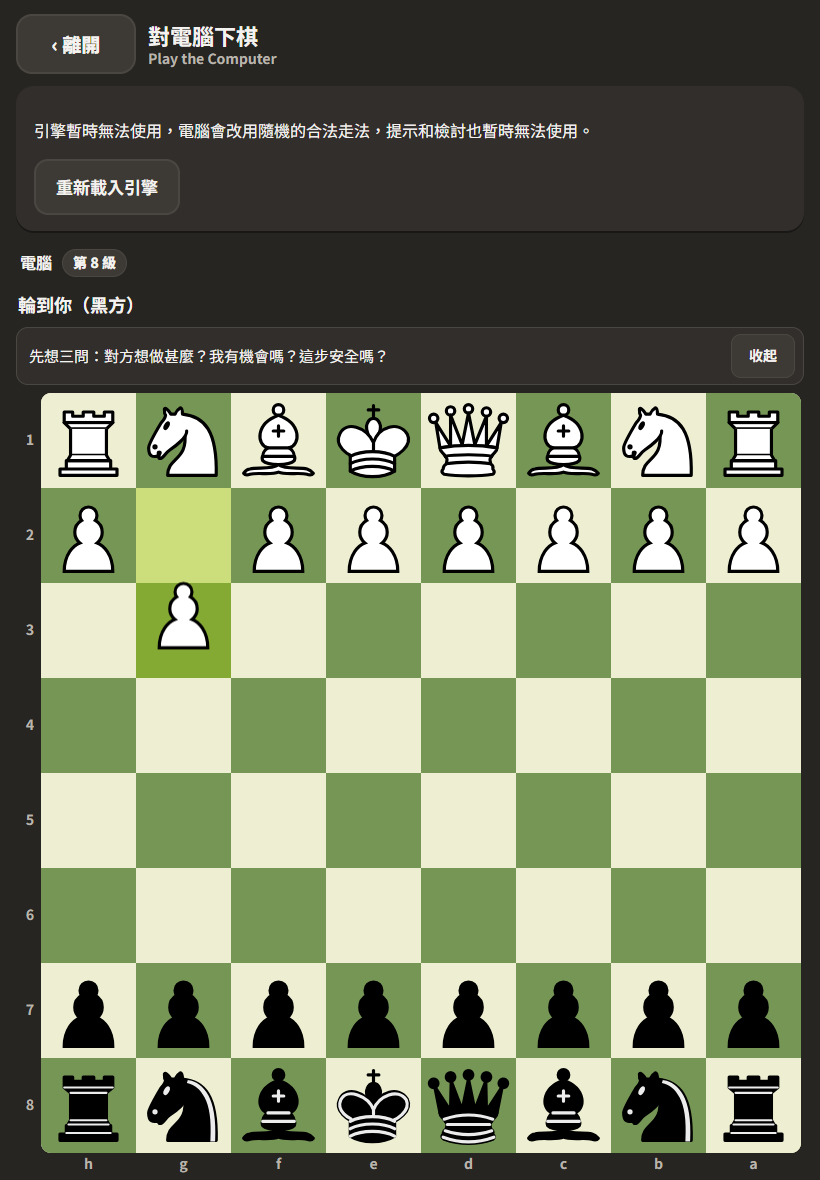 ‹ 離開
對電腦下棋
Play the Computer
引擎暫時無法使用，電腦會改用隨機的合法走法，提示和檢討也暫時無法使用。
重新載入引擎
電腦 第 8 級
輪到你（黑方）
先想三問：對方想做甚麼？我有機會嗎？這步安全嗎？ 收起
1
2
3
4
5
6
7
8
h g f e d c b a